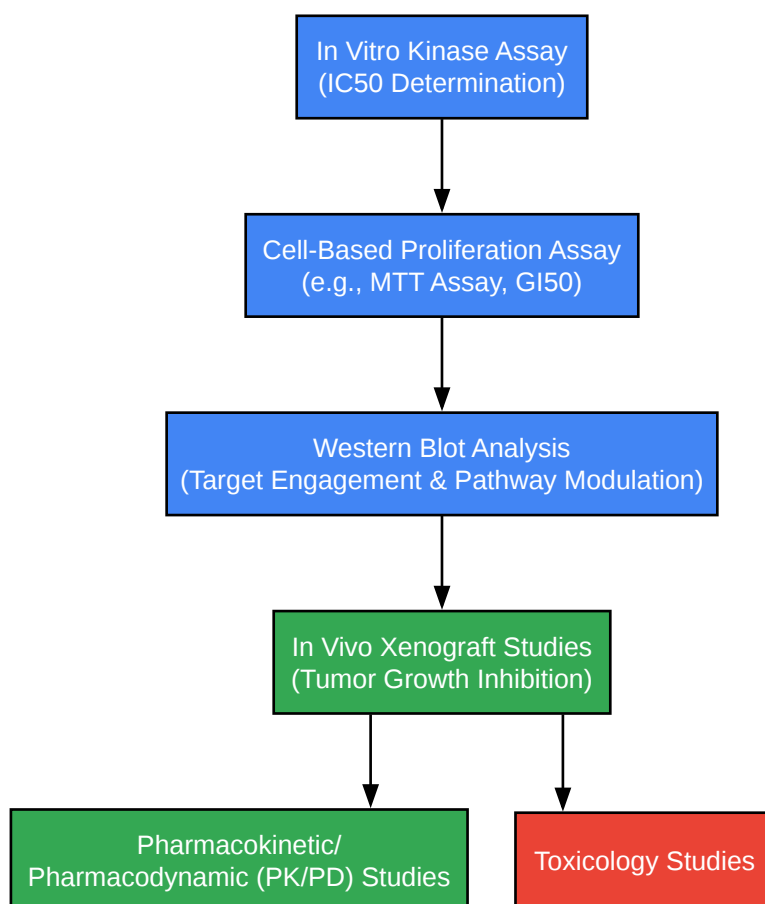 In Vitro Kinase Assay
(IC50 Determination)
Cell-Based Proliferation Assay
(e.g., MTT Assay, GI50)
Western Blot Analysis
(Target Engagement & Pathway Modulation)
In Vivo Xenograft Studies
(Tumor Growth Inhibition)
Pharmacokinetic/
Pharmacodynamic (PK/PD) Studies
Toxicology Studies